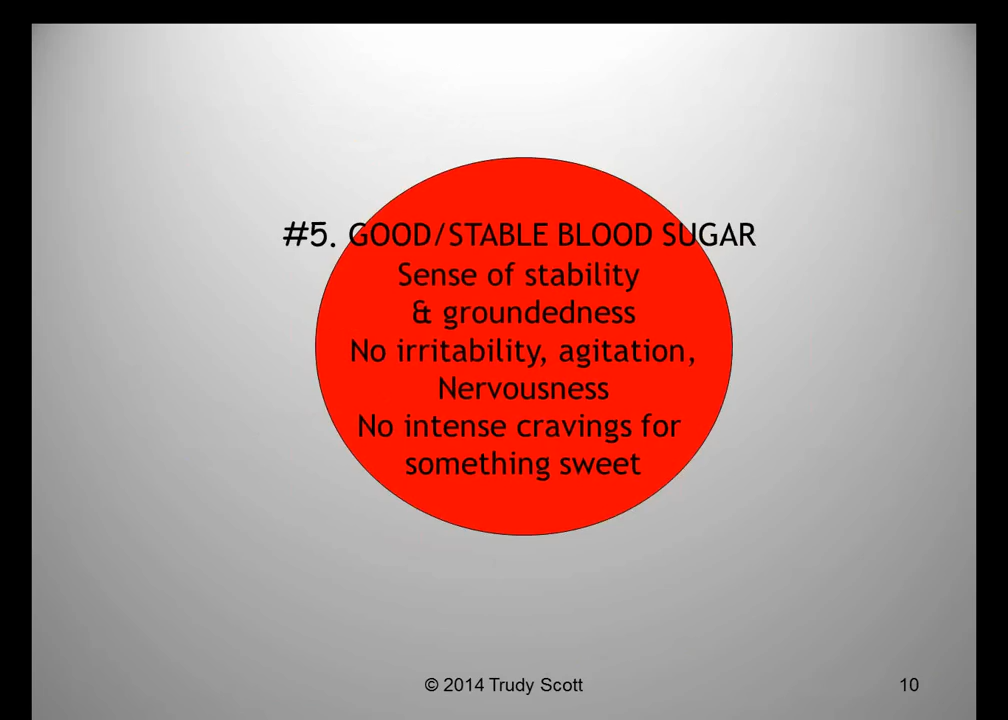 #5. GOOD/STABLE BLOOD SUGAR
Sense of stability
& groundedness
No irritability, agitation,
Nervousness
No intense cravings for
something sweet
© 2014 Trudy Scott
10